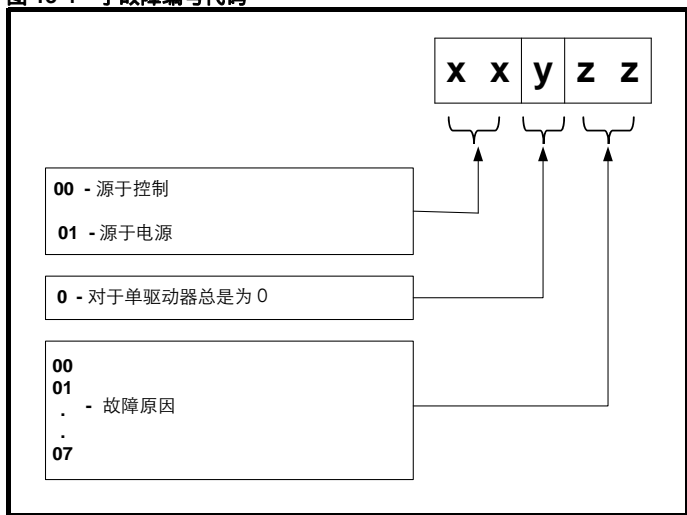 x x y z z
00 - 源于控制
01 - 源于电源
0 - 对于单驱动器总是为 0
00
01
.
- 故障原因
.
07